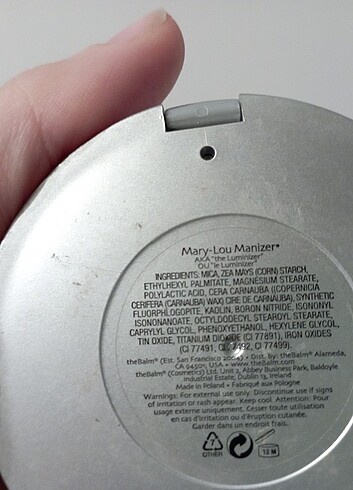 Mary-Lou Manizer®
AKA "the Luminizer"
OU "le Luminizer"
INGREDIENTS: MICA, ZEA MAYS (CORN) STARCH,
ETHYLHEXYL PALMITATE, MAGNESIUM STEARATE,
POLYLACTIC ACID, CERA CARNAUBA ((COPERNICIA
CERIFERA (CARNAUBA) WAX) CIRE DE CARNAUBA), SYNTHETIC
FLUORPHLOGOPITE, KAOLIN, BORON NITRIDE, ISONONYL
ISONONANOATE, OCTYLDODECYL STEAROYL STEARATE,
CAPRYLYL GLYCOL, PHENOXYETHANOL, HEXYLENE GLYCOL,
TIN OXIDE, TITANIUM DIOXIDE (CI 77891), IRON OXIDES
(CI 77491, CI 77492, CI 77499).
theBalm® (Est. San Francisco • Dist. by: theBalm® Alameda,
CA 94501, USA • www.theBalm.com
theBalm® (Cosmetics) Ltd. Unit 2, Abbey Business Park, Baldoyle
Industrial Estate, Dublin 13, Ireland
Made in Poland • Fabriqué aux Pologne
Warnings: For external use only. Discontinue use if signs
of irritation or rash appear. Keep cool. Attention: Pour
usage externe uniquement. Cesser toute utilisation
en cas d'irritation ou d'éruption cutanée.
Garder dans un endroit frais.
7
OTHER
12 M